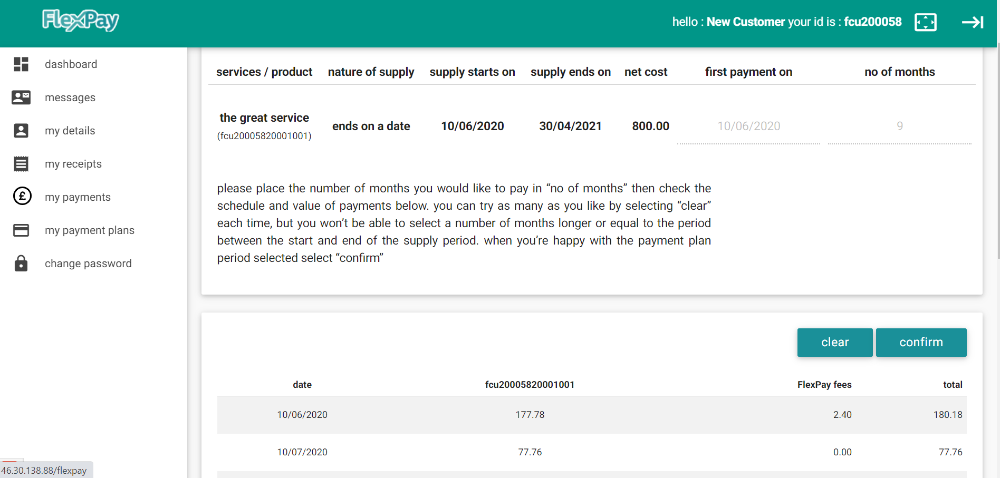 FlexPay
hello : New Customer your id is : fcu200058
dashboard
messages
my details
my receipts
my payments
my payment plans
change password
services / product nature of supply supply starts on supply ends on net cost first payment on no of months
the great service
(fcu20005820001001)
ends on a date 10/06/2020 30/04/2021 800.00 10/06/2020 9
please place the number of months you would like to pay in “no of months” then check the
schedule and value of payments below. you can try as many as you like by selecting “clear”
each time, but you won’t be able to select a number of months longer or equal to the period
between the start and end of the supply period. when you’re happy with the payment plan
period selected select “confirm”
clear confirm
date fcu20005820001001 FlexPay fees total
10/06/2020 177.78 2.40 180.18
10/07/2020 77.76 0.00 77.76
46.30.138.88/flexpay